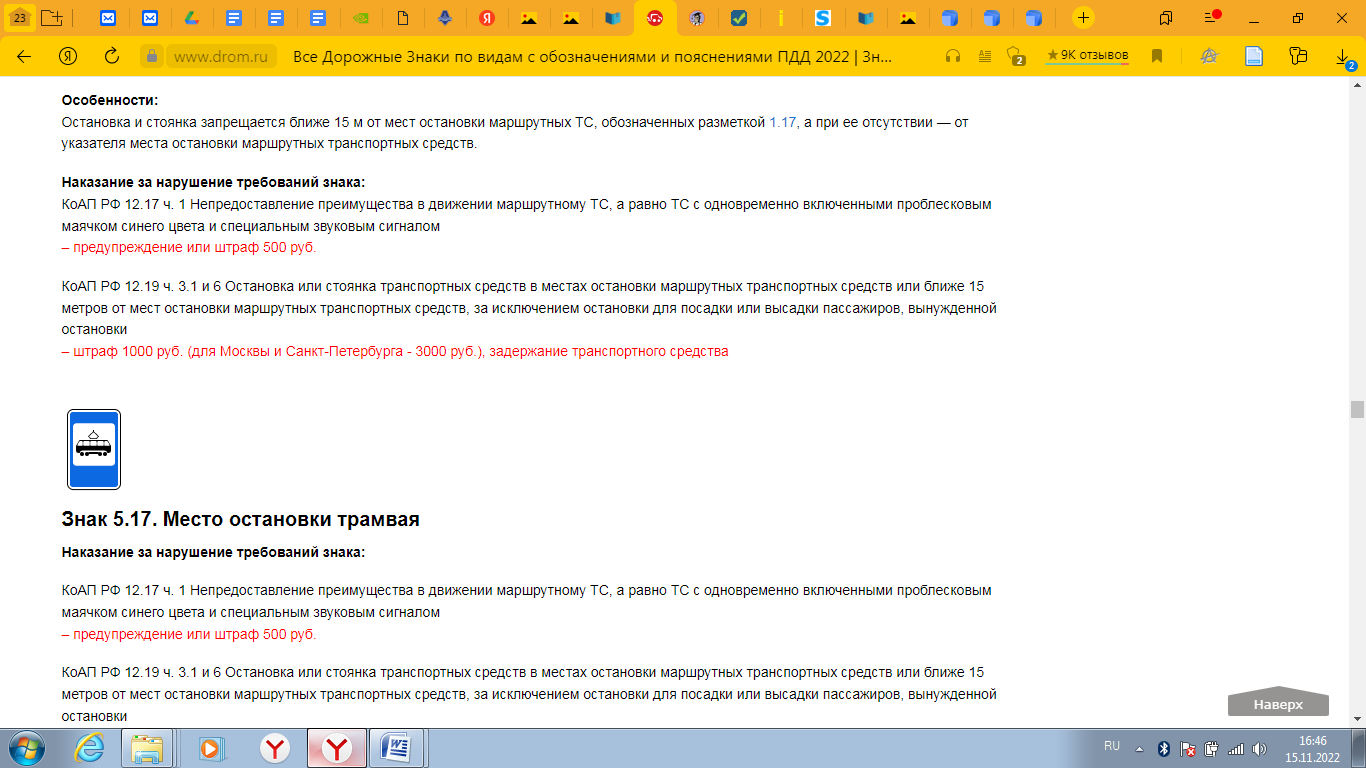 23
www.drom.ru Все Дорожные Знаки по видам с обозначениями и пояснениями ПДД 2022 | Зн... 2 ★ 9K отзывов 2
Особенности:
Остановка и стоянка запрещается ближе 15 м от мест остановки маршрутных ТС, обозначенных разметкой 1.17, а при ее отсутствии — от
указателя места остановки маршрутных транспортных средств.
Наказание за нарушение требований знака:
КоАП РФ 12.17 ч. 1 Непредоставление преимущества в движении маршрутному ТС, а равно ТС с одновременно включенными проблесковым
маячком синего цвета и специальным звуковым сигналом
– предупреждение или штраф 500 руб.
КоАП РФ 12.19 ч. 3.1 и 6 Остановка или стоянка транспортных средств в местах остановки маршрутных транспортных средств или ближе 15
метров от мест остановки маршрутных транспортных средств, за исключением остановки для посадки или высадки пассажиров, вынужденной
остановки
– штраф 1000 руб. (для Москвы и Санкт-Петербурга - 3000 руб.), задержание транспортного средства
Знак 5.17. Место остановки трамвая
Наказание за нарушение требований знака:
КоАП РФ 12.17 ч. 1 Непредоставление преимущества в движении маршрутному ТС, а равно ТС с одновременно включенными проблесковым
маячком синего цвета и специальным звуковым сигналом
– предупреждение или штраф 500 руб.
КоАП РФ 12.19 ч. 3.1 и 6 Остановка или стоянка транспортных средств в местах остановки маршрутных транспортных средств или ближе 15
метров от мест остановки маршрутных транспортных средств, за исключением остановки для посадки или высадки пассажиров, вынужденной
остановки
Наверх
RU
16:46
15.11.2022